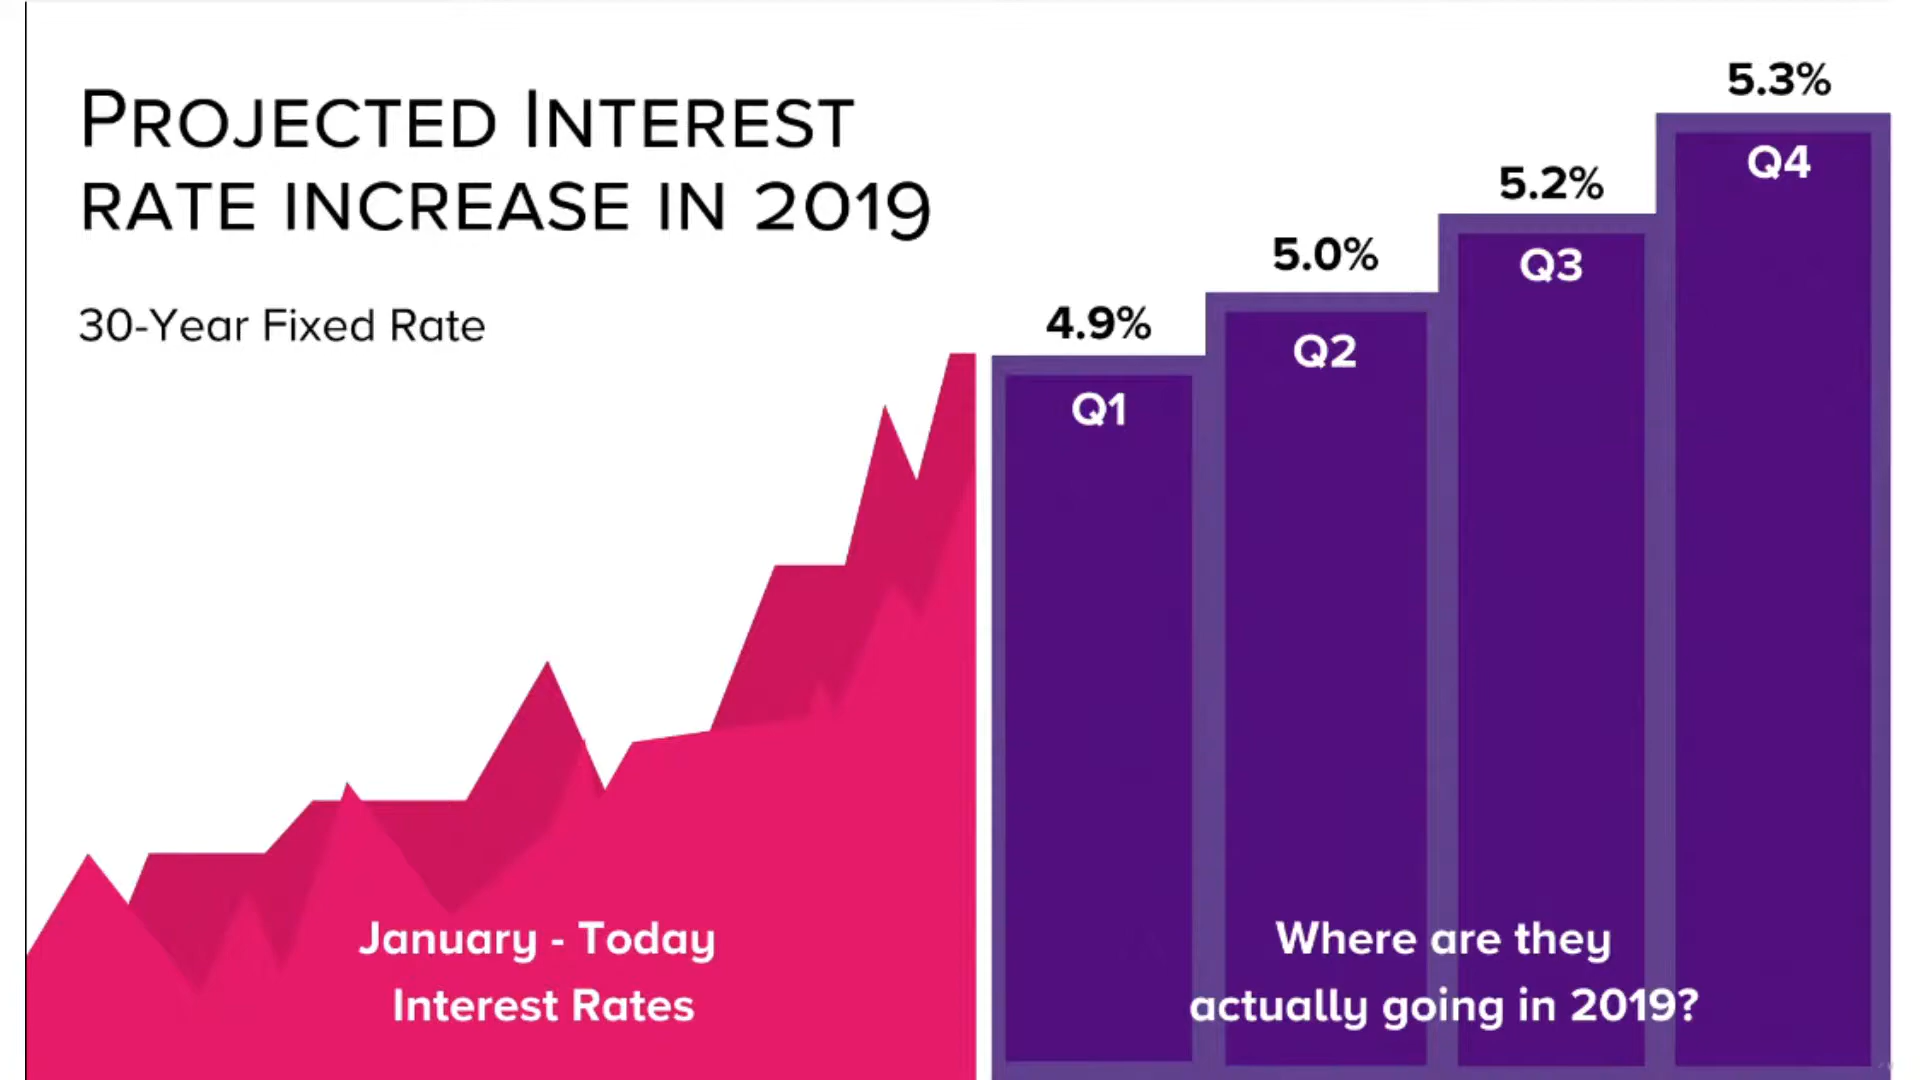 PROJECTED INTEREST
RATE INCREASE IN 2019
30-Year Fixed Rate
4.9%
5.0%
5.2%
5.3%
Q1
Q2
Q3
Q4
January - Today
Interest Rates
Where are they
actually going in 2019?